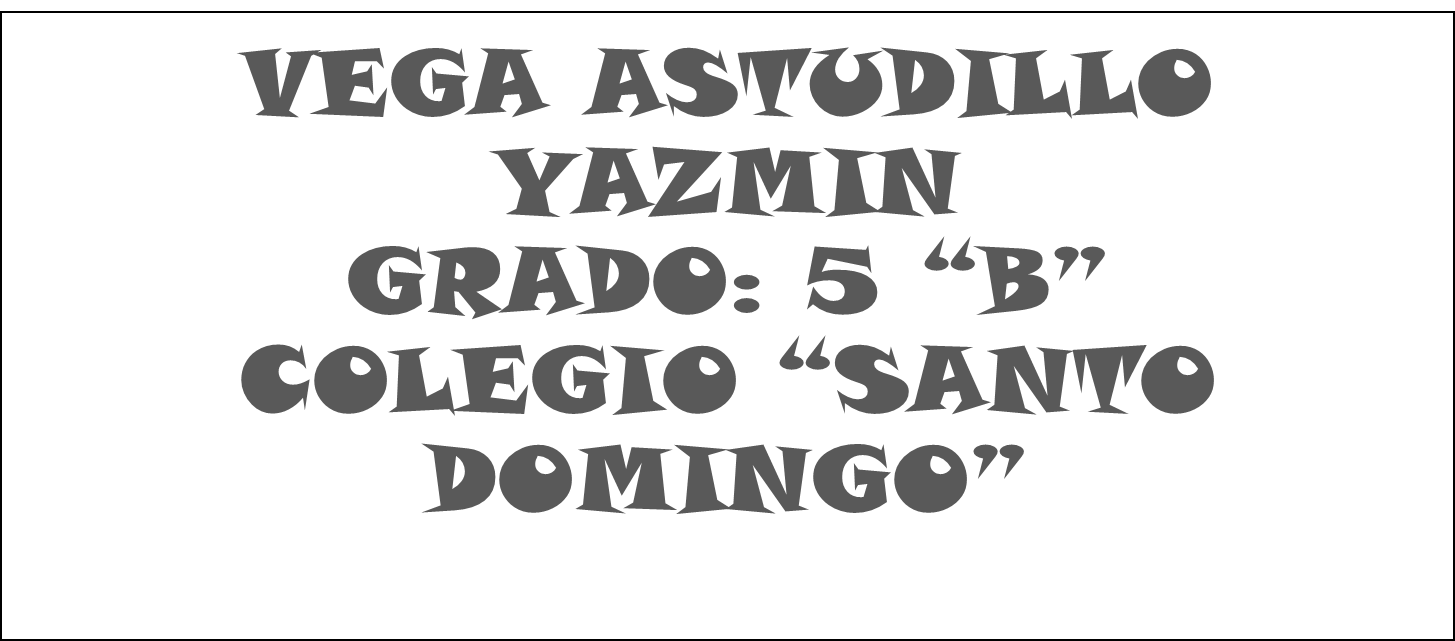 VEGA ASTUDILLO
YAZMIN
GRADO: 5 “B”
COLEGIO “SANTO
DOMINGO”